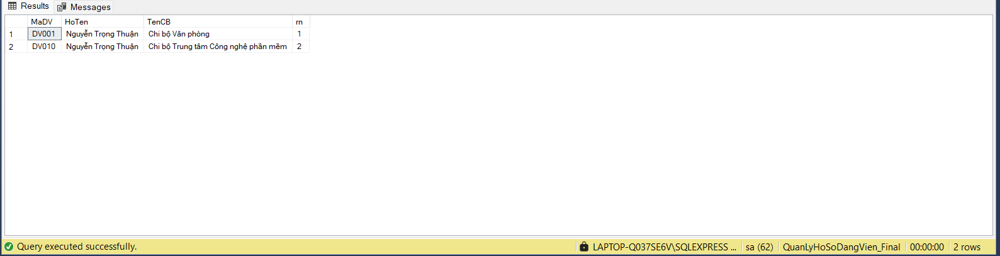 Results Messages
MaDV HoTen TenCB rn
1 DV001 Nguyễn Trọng Thuận Chi bộ Văn phòng 1
2 DV010 Nguyễn Trọng Thuận Chi bộ Trung tâm Công nghệ phần mềm 2
Query executed successfully. LAPTOP-Q037SE6V\SQLEXPRESS ... sa (62) QuanLyHoSoDangVien_Final 00:00:00 2 rows